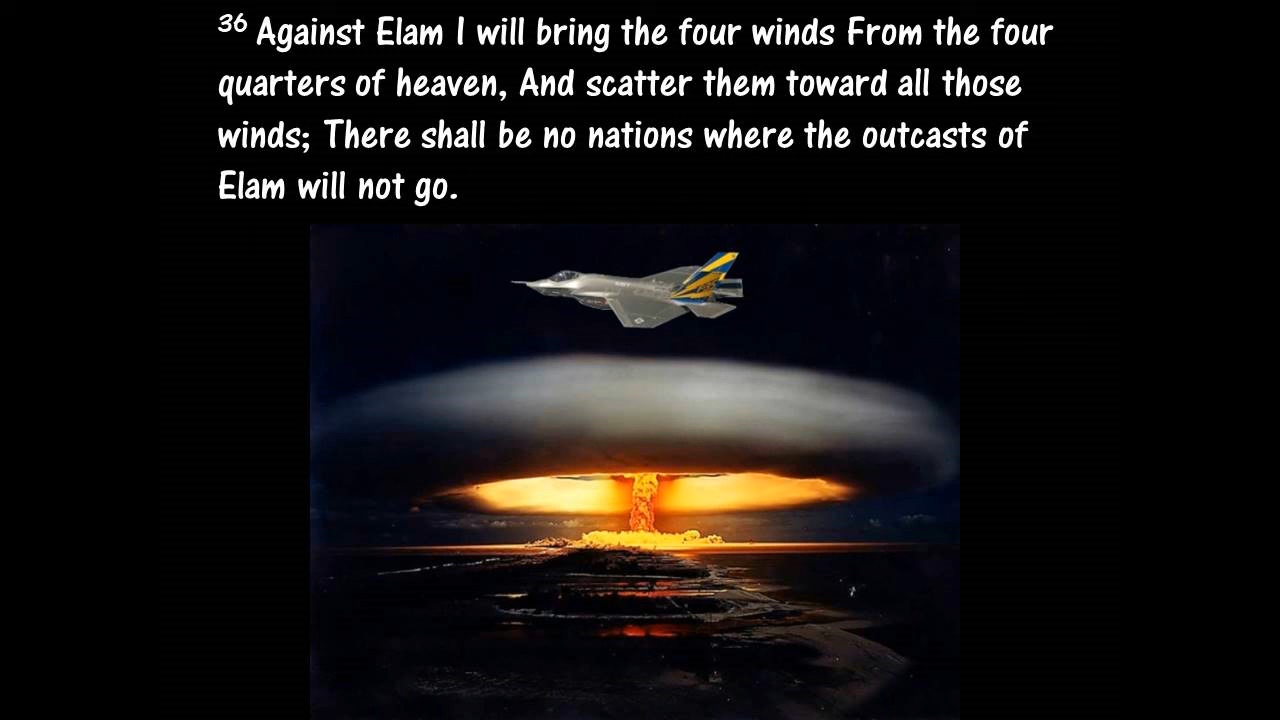 36 Against Elam I will bring the four winds From the four
quarters of heaven, And scatter them toward all those
winds; There shall be no nations where the outcasts of
Elam will not go.